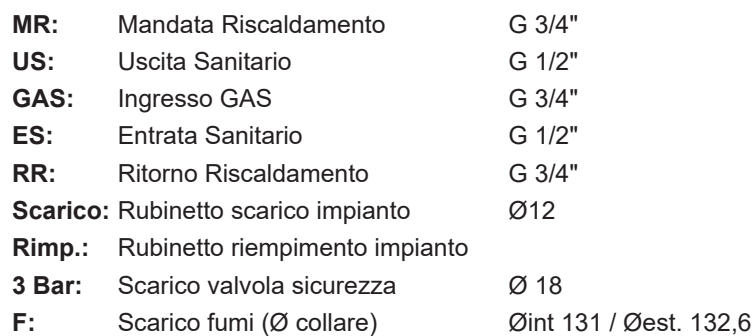 MR: Mandata Riscaldamento G 3/4"
US: Uscita Sanitario G 1/2"
GAS: Ingresso GAS G 3/4"
ES: Entrata Sanitario G 1/2"
RR: Ritorno Riscaldamento G 3/4"
Scarico: Rubinetto scarico impianto Ø12
Rimp.: Rubinetto riempimento impianto
3 Bar: Scarico valvola sicurezza Ø 18
F: Scarico fumi (Ø collare) Øint 131 / Øest. 132,6